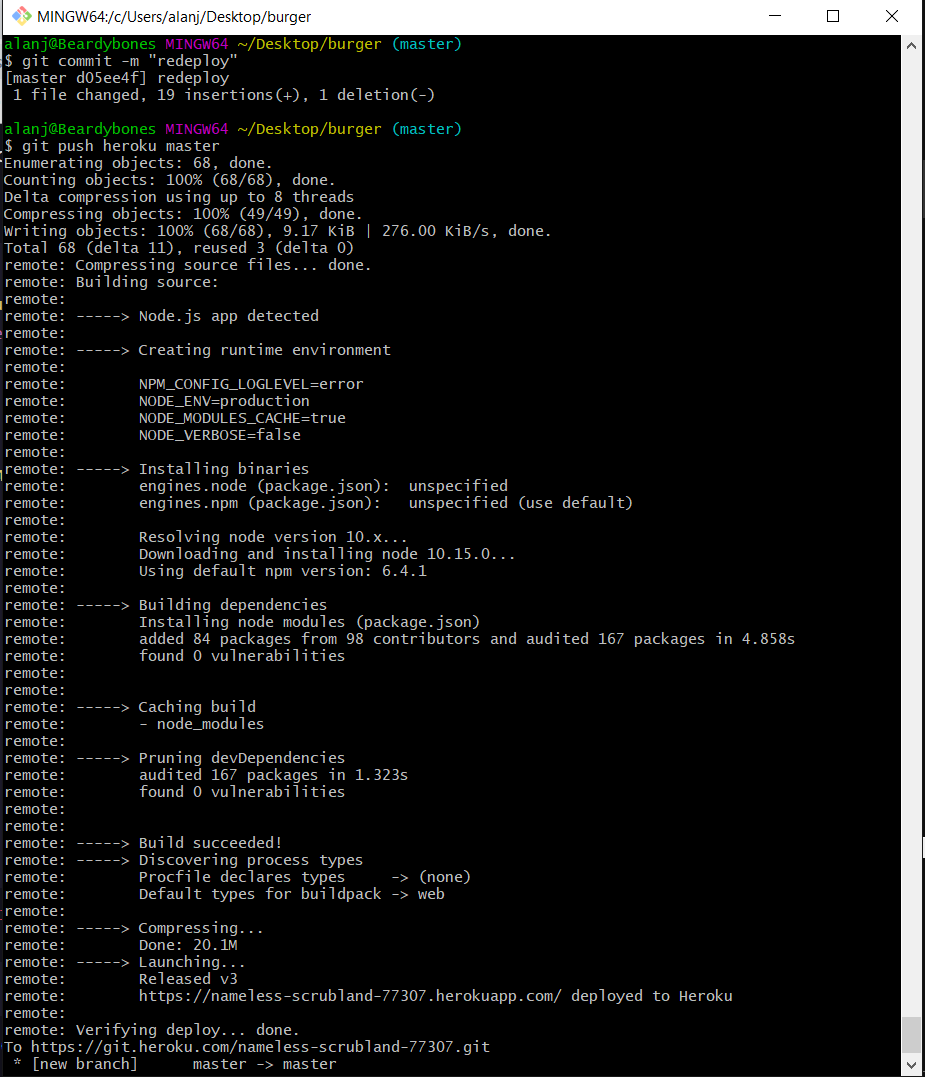 MINGW64:/c/Users/alanj/Desktop/burger
alanj@Beardybones MINGW64 ~/Desktop/burger (master)
$ git commit -m "redeploy"
[master d05ee4f] redeploy
 1 file changed, 19 insertions(+), 1 deletion(-)
alanj@Beardybones MINGW64 ~/Desktop/burger (master)
$ git push heroku master
Enumerating objects: 68, done.
Counting objects: 100% (68/68), done.
Delta compression using up to 8 threads
Compressing objects: 100% (49/49), done.
Writing objects: 100% (68/68), 9.17 KiB | 276.00 KiB/s, done.
Total 68 (delta 11), reused 3 (delta 0)
remote: Compressing source files... done.
remote: Building source:
remote:
remote: -----> Node.js app detected
remote:
remote: -----> Creating runtime environment
remote:
remote:        NPM_CONFIG_LOGLEVEL=error
remote:        NODE_ENV=production
remote:        NODE_MODULES_CACHE=true
remote:        NODE_VERBOSE=false
remote:
remote: -----> Installing binaries
remote:        engines.node (package.json):  unspecified
remote:        engines.npm (package.json):   unspecified (use default)
remote:
remote:        Resolving node version 10.x...
remote:        Downloading and installing node 10.15.0...
remote:        Using default npm version: 6.4.1
remote:
remote: -----> Building dependencies
remote:        Installing node modules (package.json)
remote:        added 84 packages from 98 contributors and audited 167 packages in 4.858s
remote:        found 0 vulnerabilities
remote:
remote:
remote: -----> Caching build
remote:        - node_modules
remote:
remote: -----> Pruning devDependencies
remote:        audited 167 packages in 1.323s
remote:        found 0 vulnerabilities
remote:
remote:
remote: -----> Build succeeded!
remote: -----> Discovering process types
remote:        Procfile declares types     -> (none)
remote:        Default types for buildpack -> web
remote:
remote: -----> Compressing...
remote:        Done: 20.1M
remote: -----> Launching...
remote:        Released v3
remote:        https://nameless-scrubland-77307.herokuapp.com/ deployed to Heroku
remote:
remote: Verifying deploy... done.
To https://git.heroku.com/nameless-scrubland-77307.git
 * [new branch]      master -> master